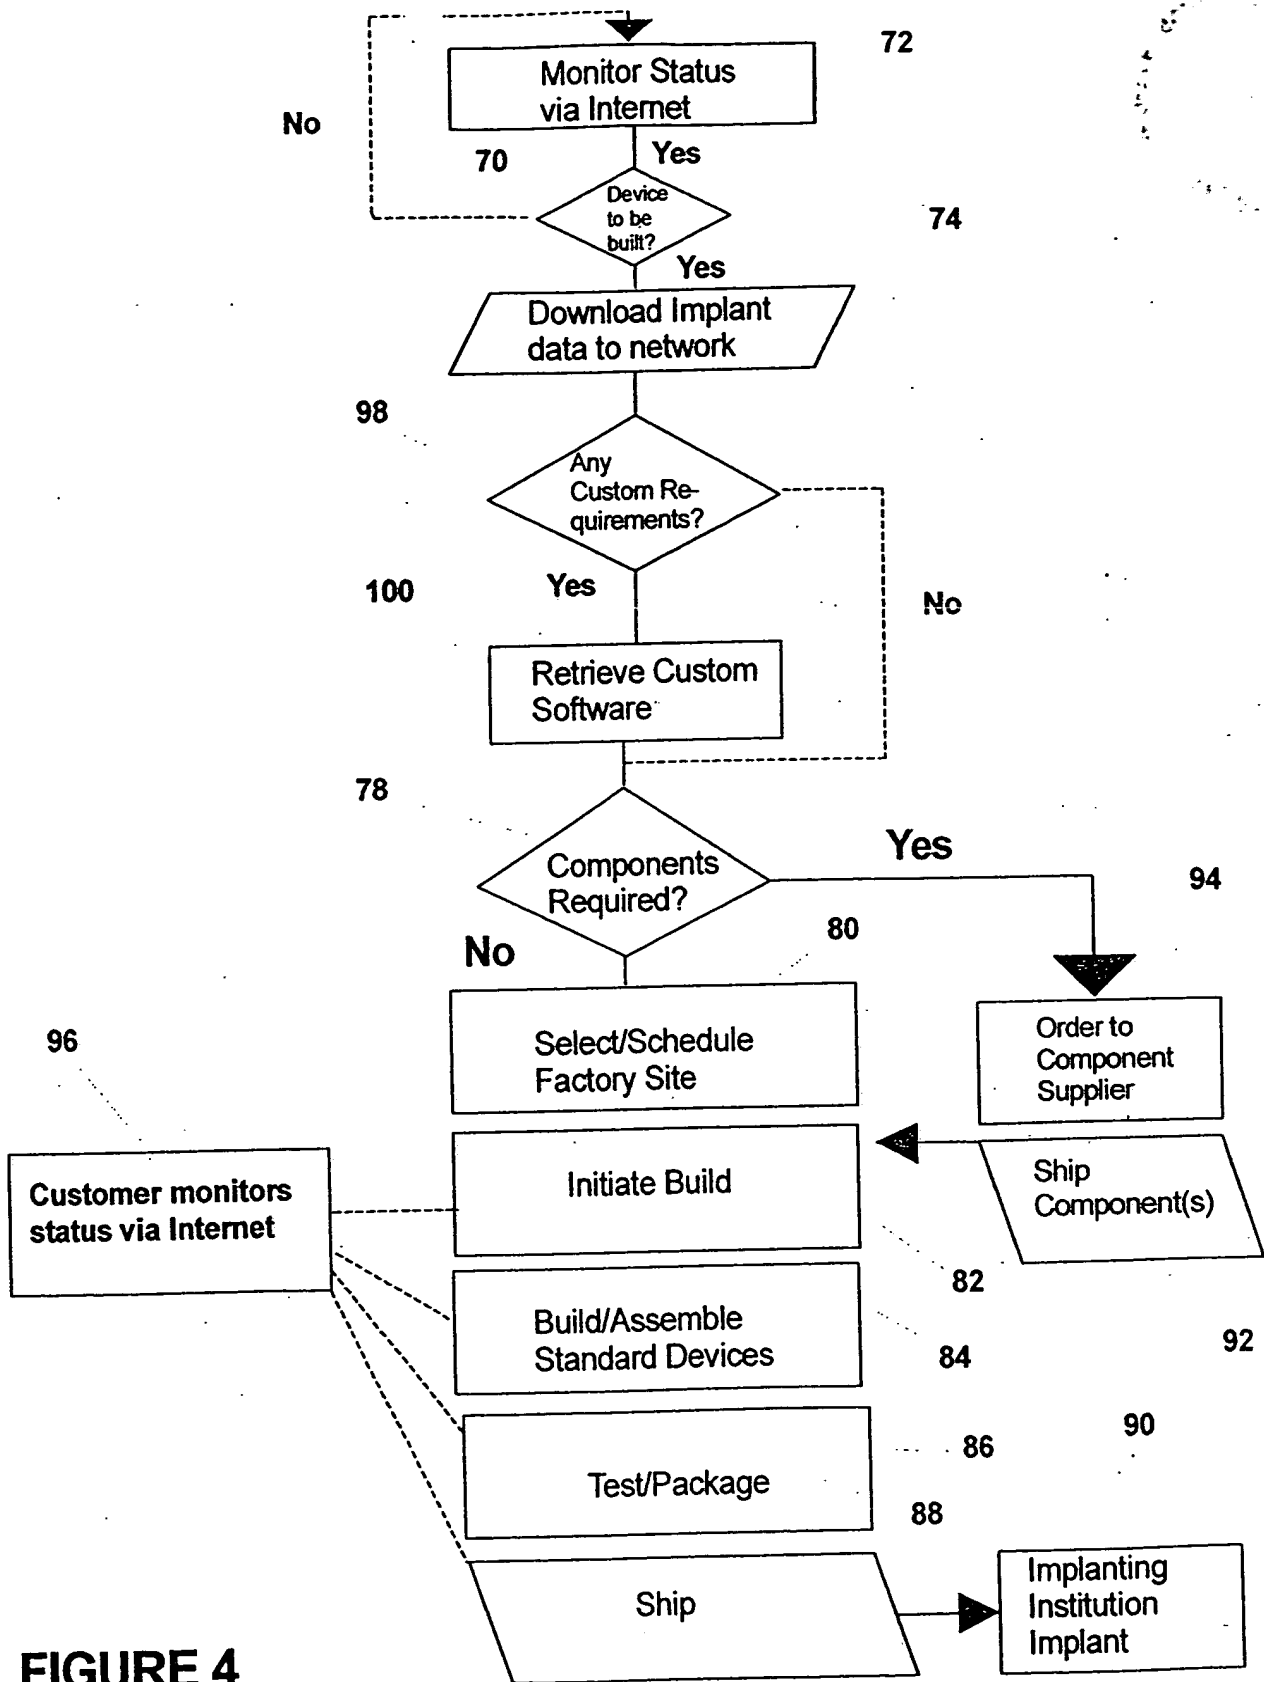 72
Monitor Status
via Internet
No
70
Yes
Device
to be
built?
74
Yes
Download Implant
data to network
98
Any
Custom Re-
quirements?
100
Yes
No
Retrieve Custom
Software
78
Components
Required?
Yes
94
80
No
Select/Schedule
Factory Site
Order to
Component
Supplier
96
Customer monitors
status via Internet
Initiate Build
Ship
Component(s)
82
Build/Assemble
Standard Devices
84
92
90
86
Test/Package
88
Ship
Implanting
Institution
Implant
FIGURE 4